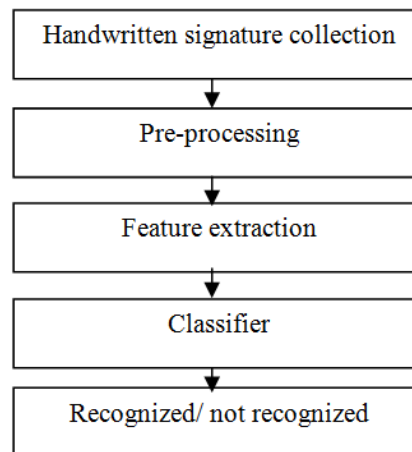 Handwritten signature collection
Pre-processing
Feature extraction
Classifier
Recognized/ not recognized